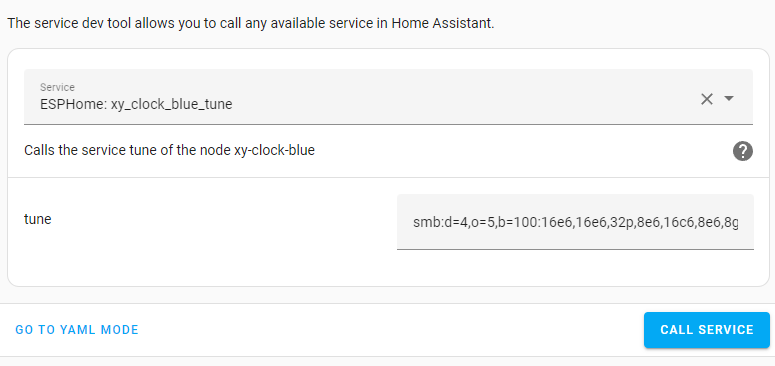 The service dev tool allows you to call any available service in Home Assistant.
Service
ESPHome: xy_clock_blue_tune
Calls the service tune of the node xy-clock-blue
?
tune
smb:d=4,o=5,b=100:16e6,16e6,32p,8e6,16c6,8e6,8g
GO TO YAML MODE
CALL SERVICE